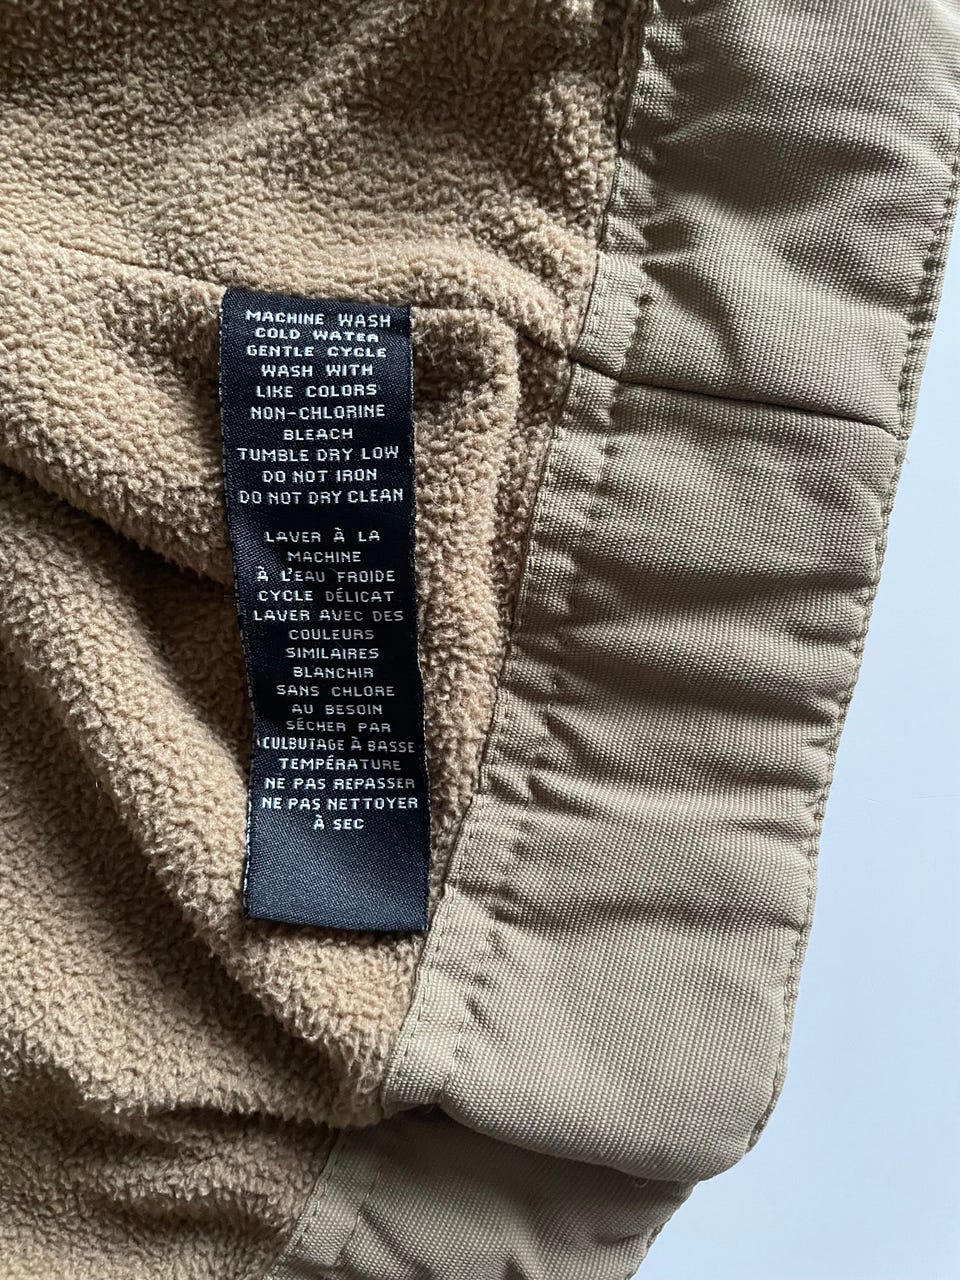 MACHINE WASH
COLD WATER
GENTLE CYCLE
WASH WITH
LIKE COLORS
NON-CHLORINE
BLEACH
TUMBLE DRY LOW
DO NOT IRON
DO NOT DRY CLEAN
LAVER À LA
MACHINE
À L'EAU FROIDE
CYCLE DÉLICAT
LAVER AVEC DES
COULEURS
SIMILAIRES
BLANCHIR
SANS CHLORE
AU BESOIN
SÉCHER PAR
CULBUTAGE À BASSE
TEMPÉRATURE
NE PAS REPASSER
NE PAS NETTOYER
À SEC